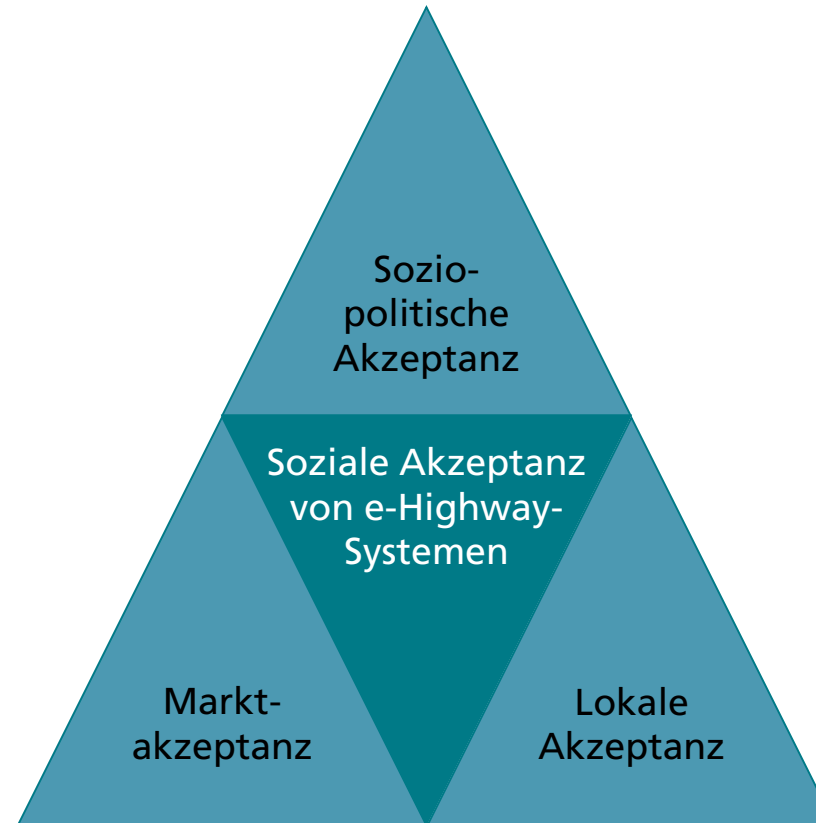 Sozio-
politische
Akzeptanz
Soziale Akzeptanz
von e-Highway-
Systemen
Markt-
akzeptanz
Lokale
Akzeptanz